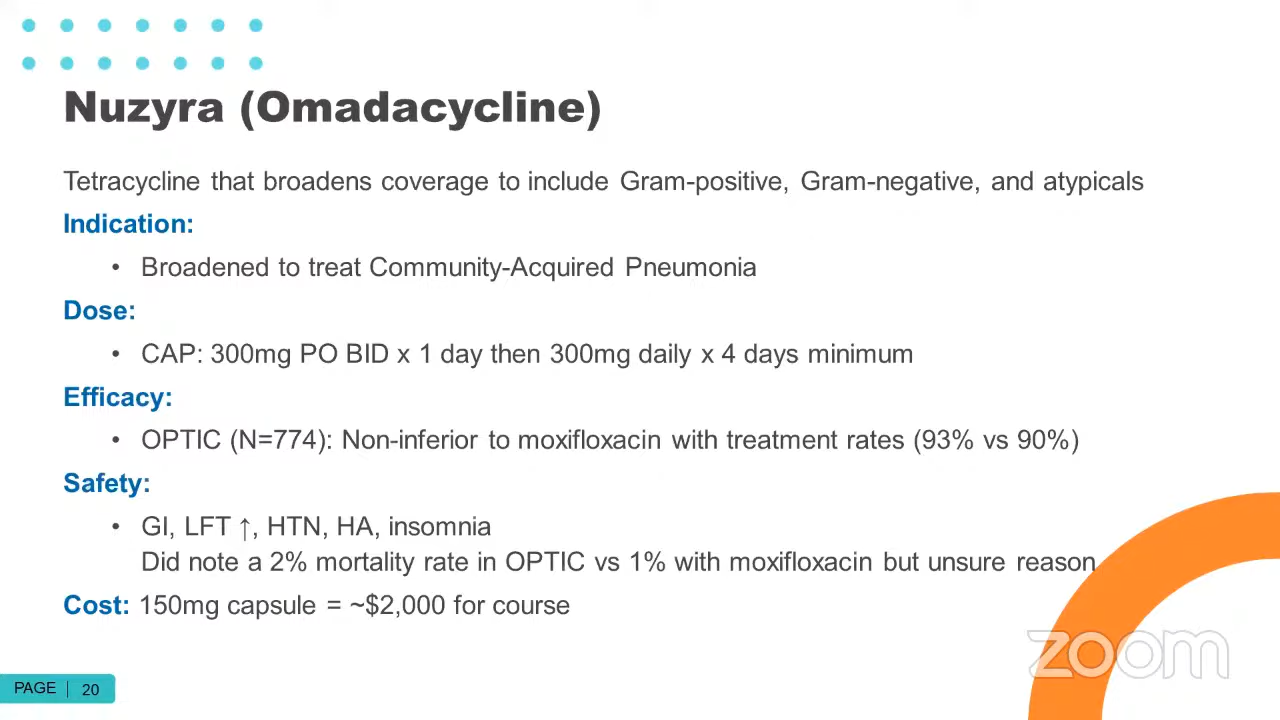 Nuzyra (Omadacycline)
Tetracycline that broadens coverage to include Gram-positive, Gram-negative, and atypicals
Indication:
• Broadened to treat Community-Acquired Pneumonia
Dose:
• CAP: 300mg PO BID x 1 day then 300mg daily x 4 days minimum
Efficacy:
• OPTIC (N=774): Non-inferior to moxifloxacin with treatment rates (93% vs 90%)
Safety:
• GI, LFT ↑, HTN, HA, insomnia
Did note a 2% mortality rate in OPTIC vs 1% with moxifloxacin but unsure reason
Cost: 150mg capsule = ~$2,000 for course
zoom
PAGE | 20